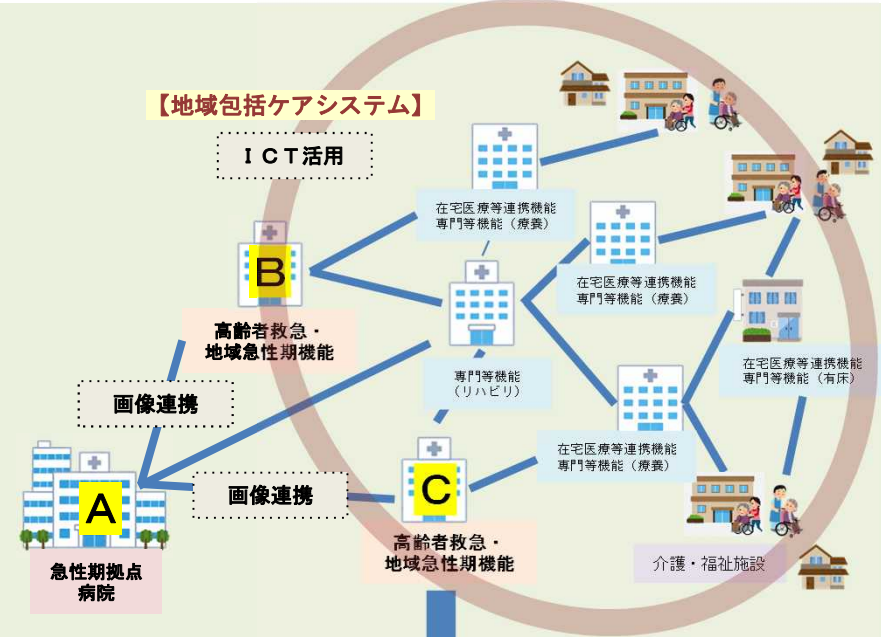 【地域包括ケアシステム】
ＩＣＴ活用
在宅医療等連携機能
専門等機能（療養）
B
在宅医療等連携機能
専門等機能（療養）
高齢者救急・
地域急性期機能
専門等機能
（リハビリ）
在宅医療等連携機能
専門等機能（有床）
画像連携
在宅医療等連携機能
専門等機能（療養）
画像連携
A
C
急性期拠点
病院
高齢者救急・
地域急性期機能
介護・福祉施設